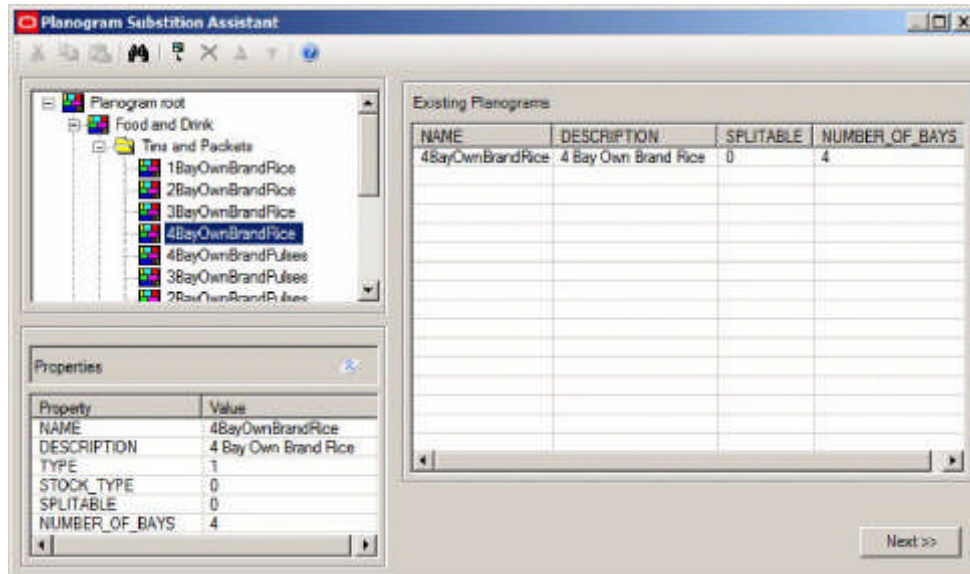 Planogram Substition Assistant
Planogram root
Food and Drink
Tins and Packets
1BayOwnBrandRice
2BayOwnBrandRice
3BayOwnBrandRice
4BayOwnBrandRice
4BayOwnBrandPulses
3BayOwnBrandPulses
2BayOwnBrandPulses
Properties
Property Value
NAME 4BayOwnBrandRice
DESCRIPTION 4 Bay Own Brand Rice
TYPE 1
STOCK_TYPE 0
SPLITABLE 0
NUMBER_OF_BAYS 4
Existing Planograms
NAME DESCRIPTION SPLITABLE NUMBER_OF_BAYS
4BayOwnBrandRice 4 Bay Own Brand Rice 0 4
Next >>